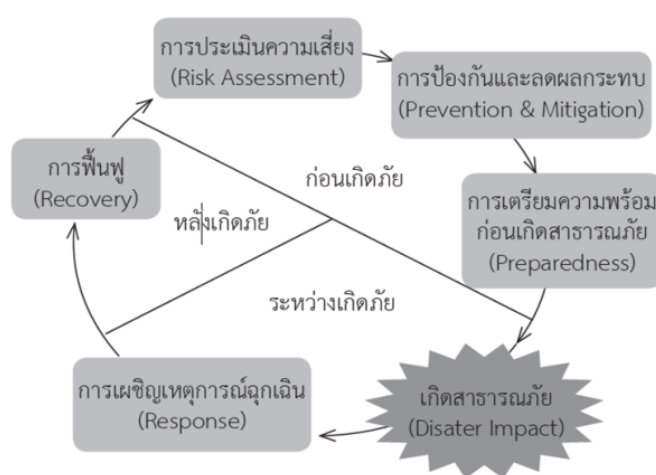 การประเมินความเสี่ยง
(Risk Assessment)
การป้องกันและลดผลกระทบ
(Prevention & Mitigation)
การฟื้นฟู
(Recovery)
ก่อนเกิดภัย
หลังเกิดภัย
การเตรียมความพร้อม
ก่อนเกิดสาธารณภัย
(Preparedness)
ระหว่างเกิดภัย
การเผชิญเหตุการณ์ฉุกเฉิน
(Response)
เกิดสาธารณภัย
(Disater Impact)